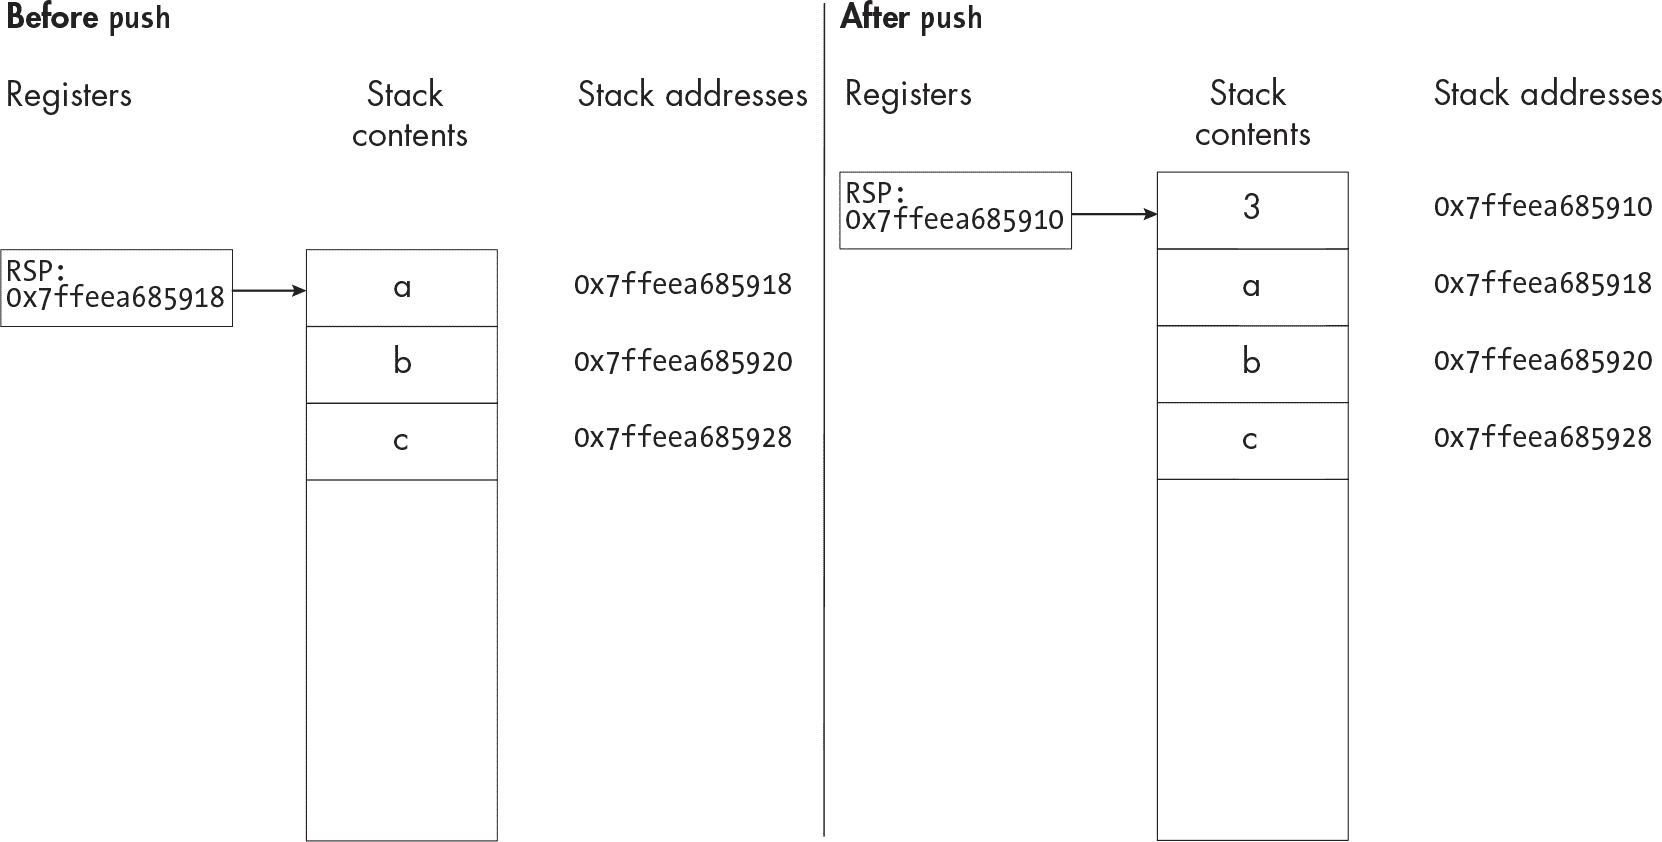 Before push
Registers
Stack
contents
Stack addresses
RSP:
0x7ffeea685918
a
0x7ffeea685918
b
0x7ffeea685920
c
0x7ffeea685928
After push
Registers
Stack
contents
Stack addresses
RSP:
0x7ffeea685910
3
0x7ffeea685910
a
0x7ffeea685918
b
0x7ffeea685920
c
0x7ffeea685928